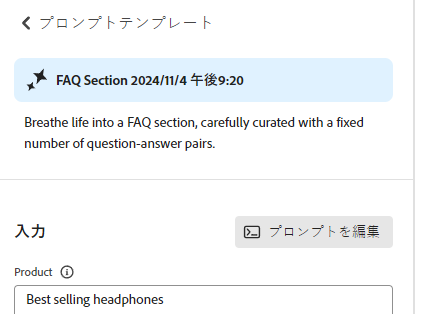 プロンプトテンプレート
FAQ Section 2024/11/4 午後9:20
Breathe life into a FAQ section, carefully curated with a fixed
number of question-answer pairs.
入力
プロンプトを編集
Product
Best selling headphones